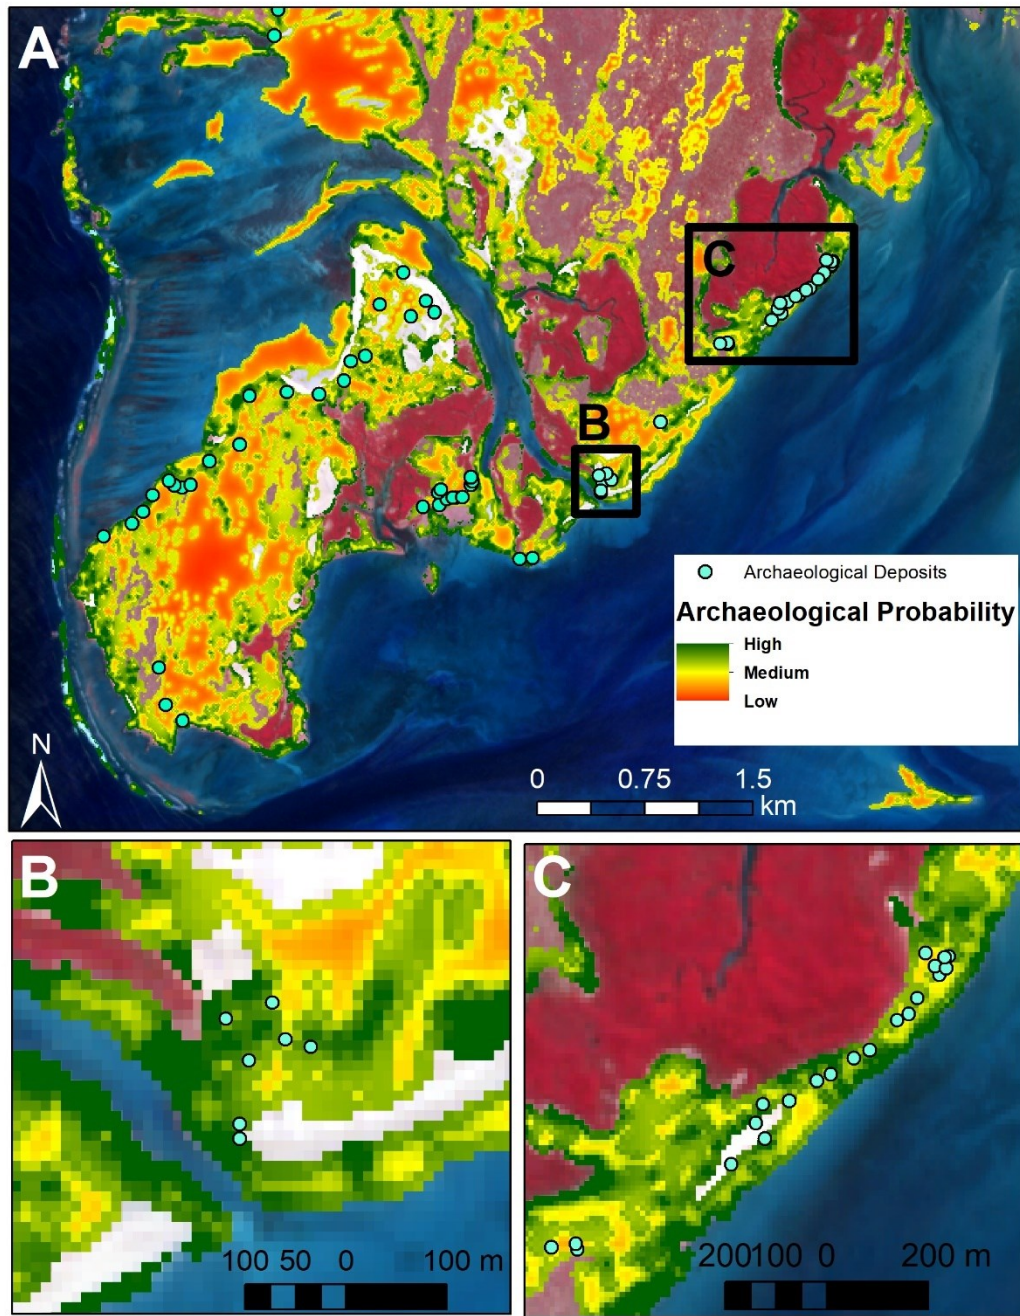 A
C
B
Archaeological Deposits
Archaeological Probability
High
Medium
Low
N
0 0.75 1.5
km
B
C
100 50 0 100 m
200100 0 200 m